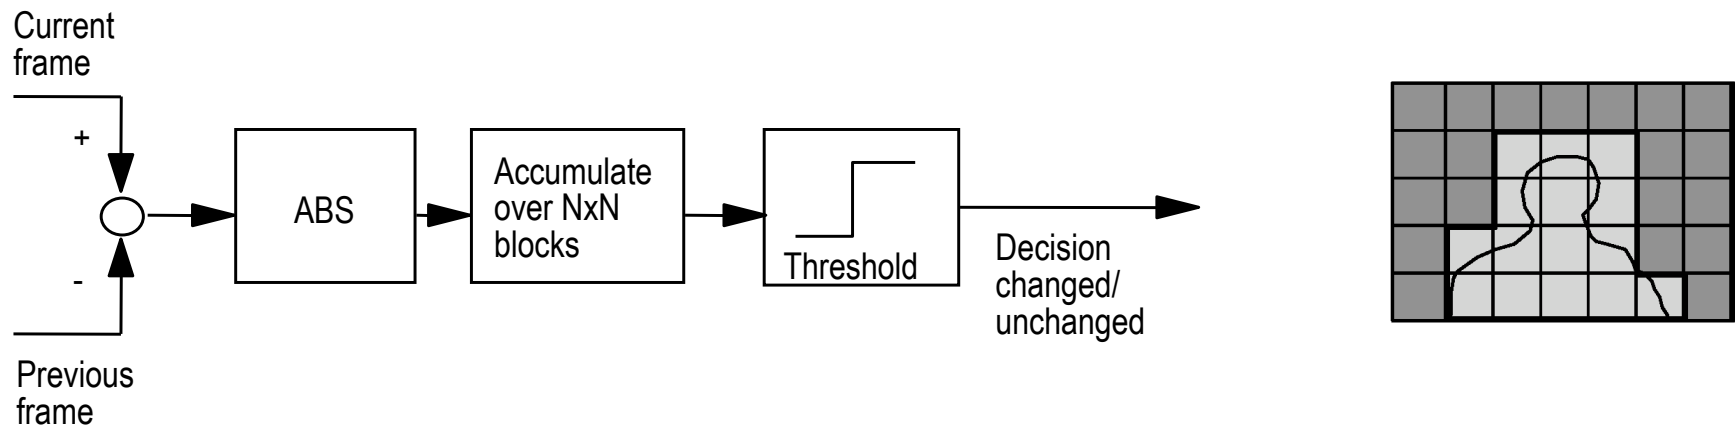 Current
frame
+
-
Previous
frame
ABS
Accumulate
over NxN
blocks
Threshold
Decision
changed/
unchanged